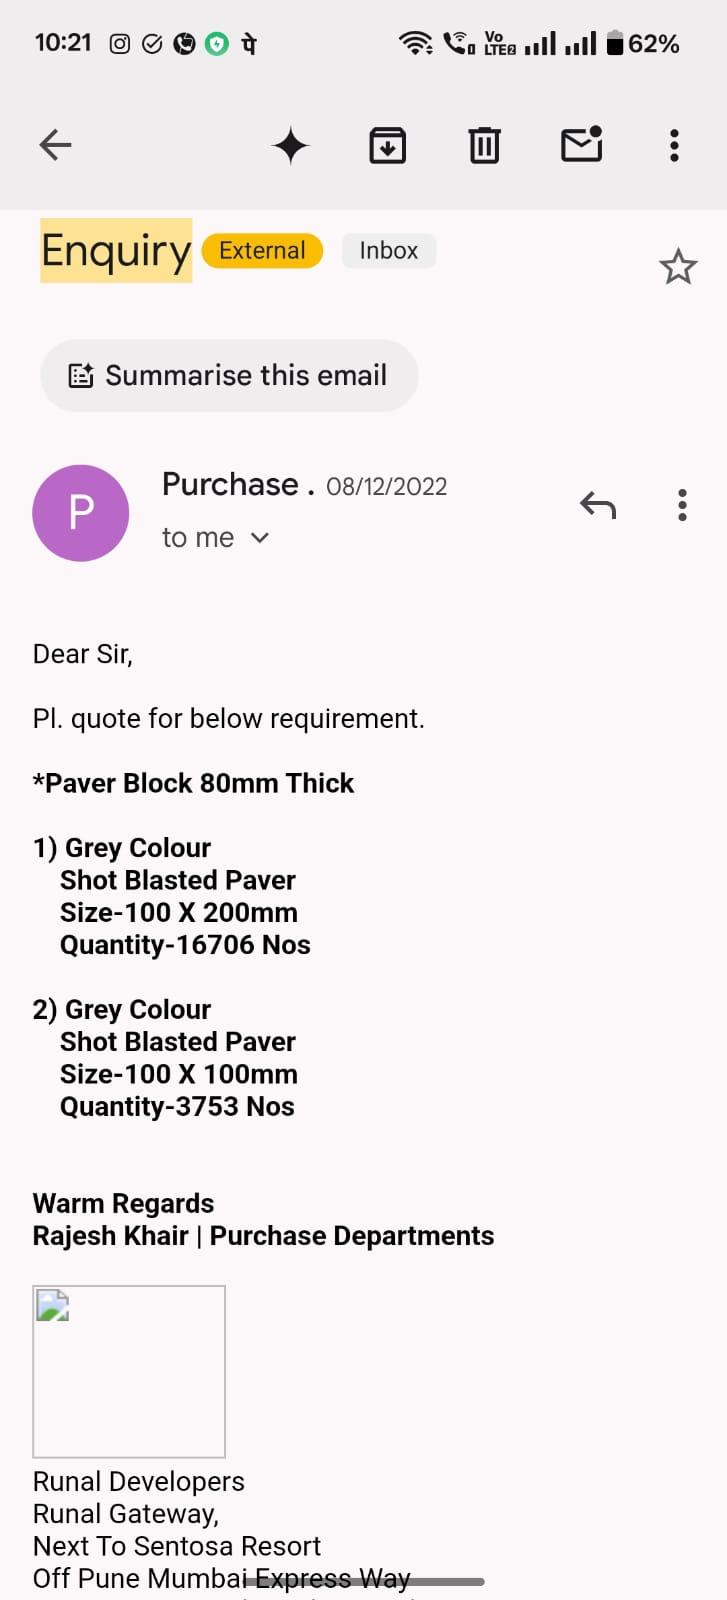 10:21 पे Vo LTE2 62%
Enquiry External Inbox
Summarise this email
P
Purchase . 08/12/2022
to me
Dear Sir,
Pl. quote for below requirement.
*Paver Block 80mm Thick
1) Grey Colour
Shot Blasted Paver
Size-100 X 200mm
Quantity-16706 Nos
2) Grey Colour
Shot Blasted Paver
Size-100 X 100mm
Quantity-3753 Nos
Warm Regards
Rajesh Khair | Purchase Departments
Runal Developers
Runal Gateway,
Next To Sentosa Resort
Off Pune Mumbai Express Way